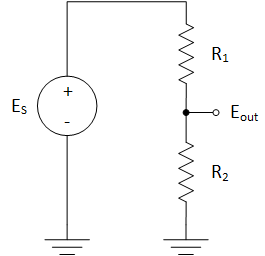 R₁
+
Eₛ
-
Eₒᵤₜ
R₂